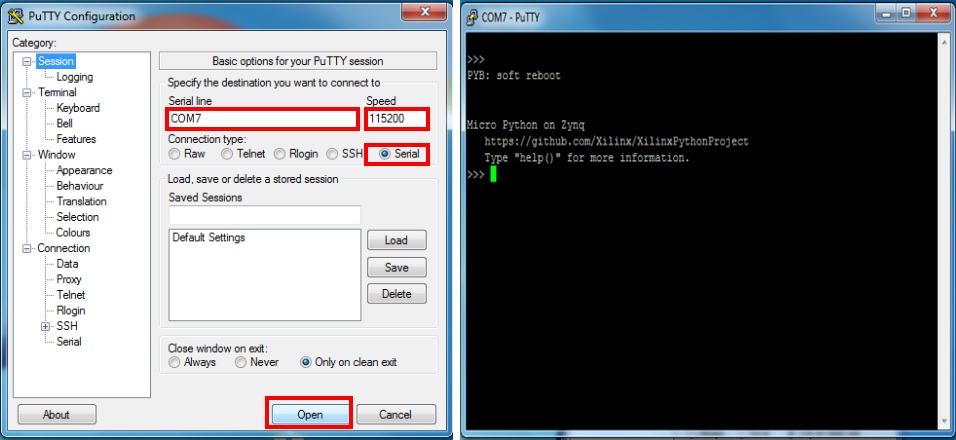 PuTTY Configuration
Category:
Session
Logging
Terminal
Keyboard
Bell
Features
Window
Appearance
Behaviour
Translation
Selection
Colours
Connection
Data
Proxy
Telnet
Rlogin
SSH
Serial
About
Basic options for your PuTTY session
Specify the destination you want to connect to
Serial line Speed
COM7 115200
Connection type:
Raw Telnet Rlogin SSH Serial
Load, save or delete a stored session
Saved Sessions
Default Settings
Load
Save
Delete
Close window on exit:
Always Never Only on clean exit
Open Cancel
COM7 - PuTTY
>>>
PYB: soft reboot
Micro Python on Zynq
https://github.com/Xilinx/XilinxPythonProject
Type "help()" for more information.
>>>